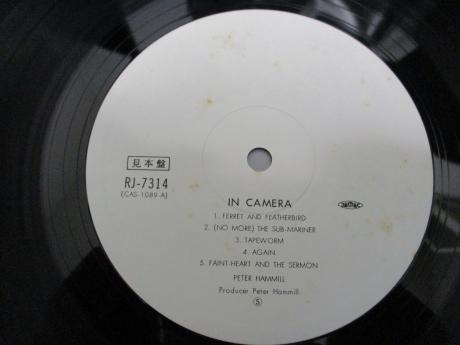 見本盤
RJ-7314
(CAS-1089-A)
IN CAMERA
1. FERRET AND FEATHERBIRD
2. (NO MORE) THE SUB-MARINER
3. TAPEWORM
4. AGAIN
5. FAINT-HEART AND THE SERMON
PETER HAMMILL
Producer Peter Hammill
Ⓢ